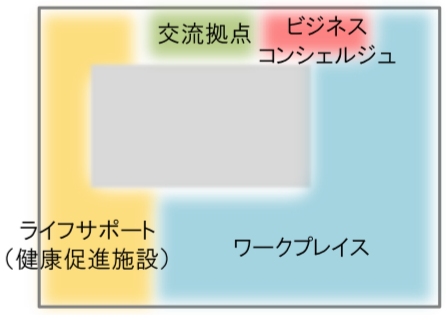 交流拠点
ビジネス
コンシェルジュ
ライフサポート
（健康促進施設）
ワークプレイス